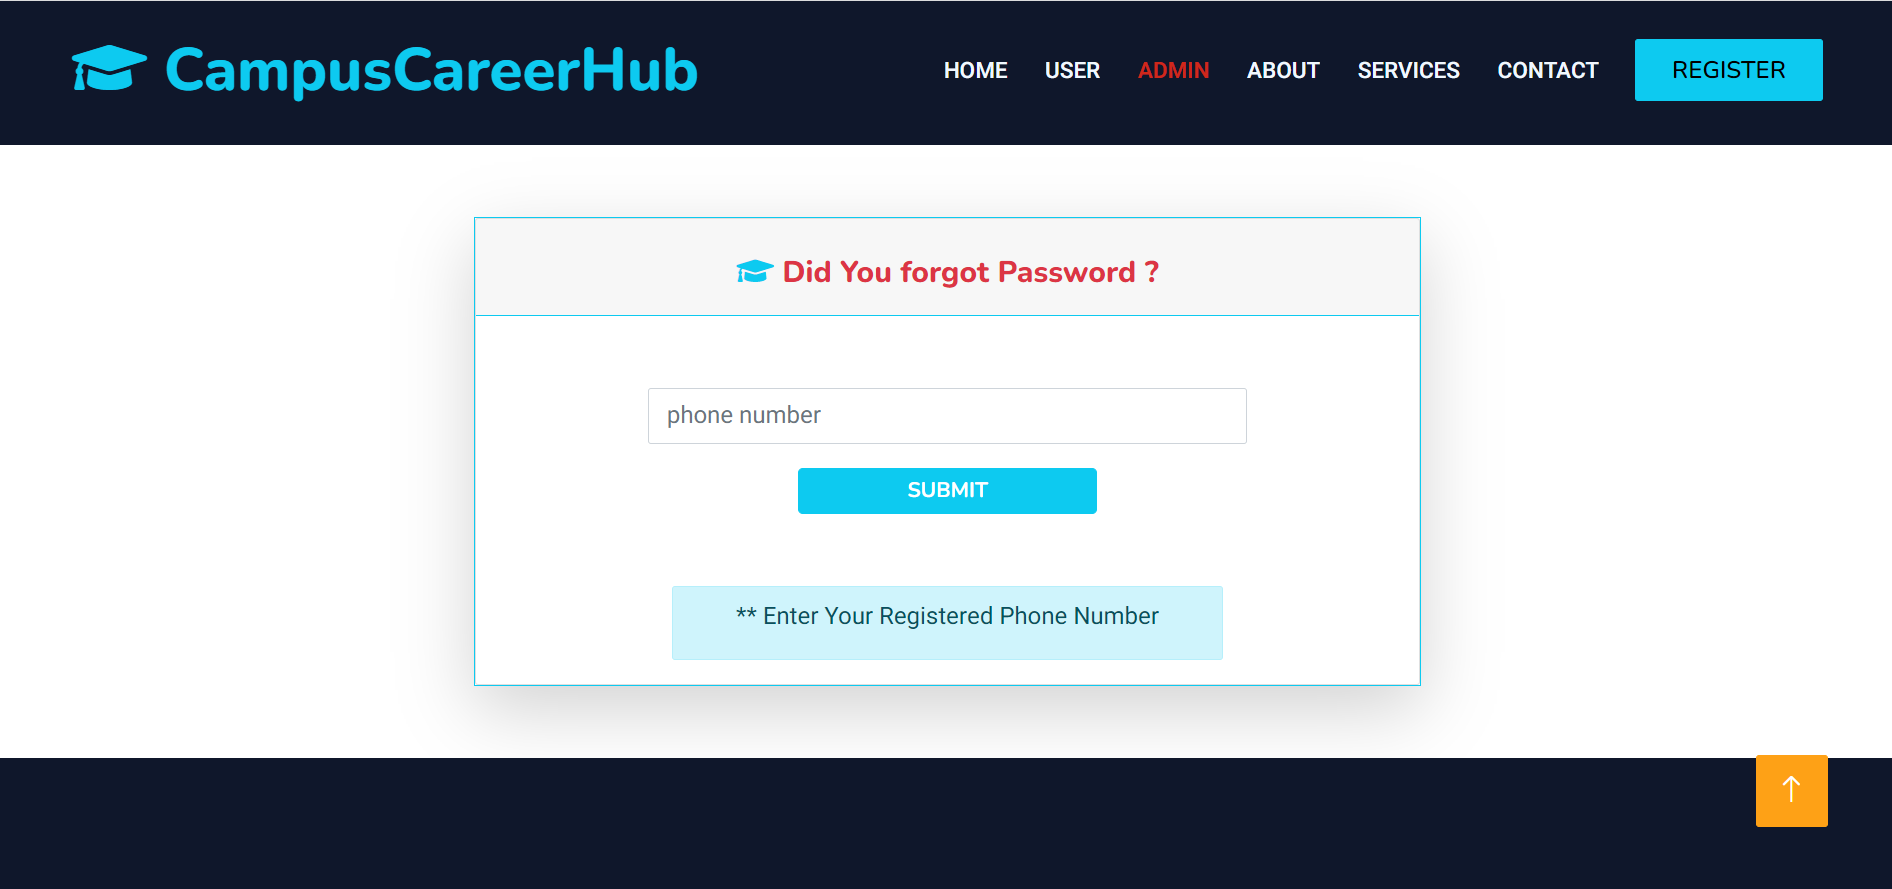 CampusCareerHub
HOME USER ADMIN ABOUT SERVICES CONTACT REGISTER
Did You forgot Password ?
phone number
SUBMIT
** Enter Your Registered Phone Number